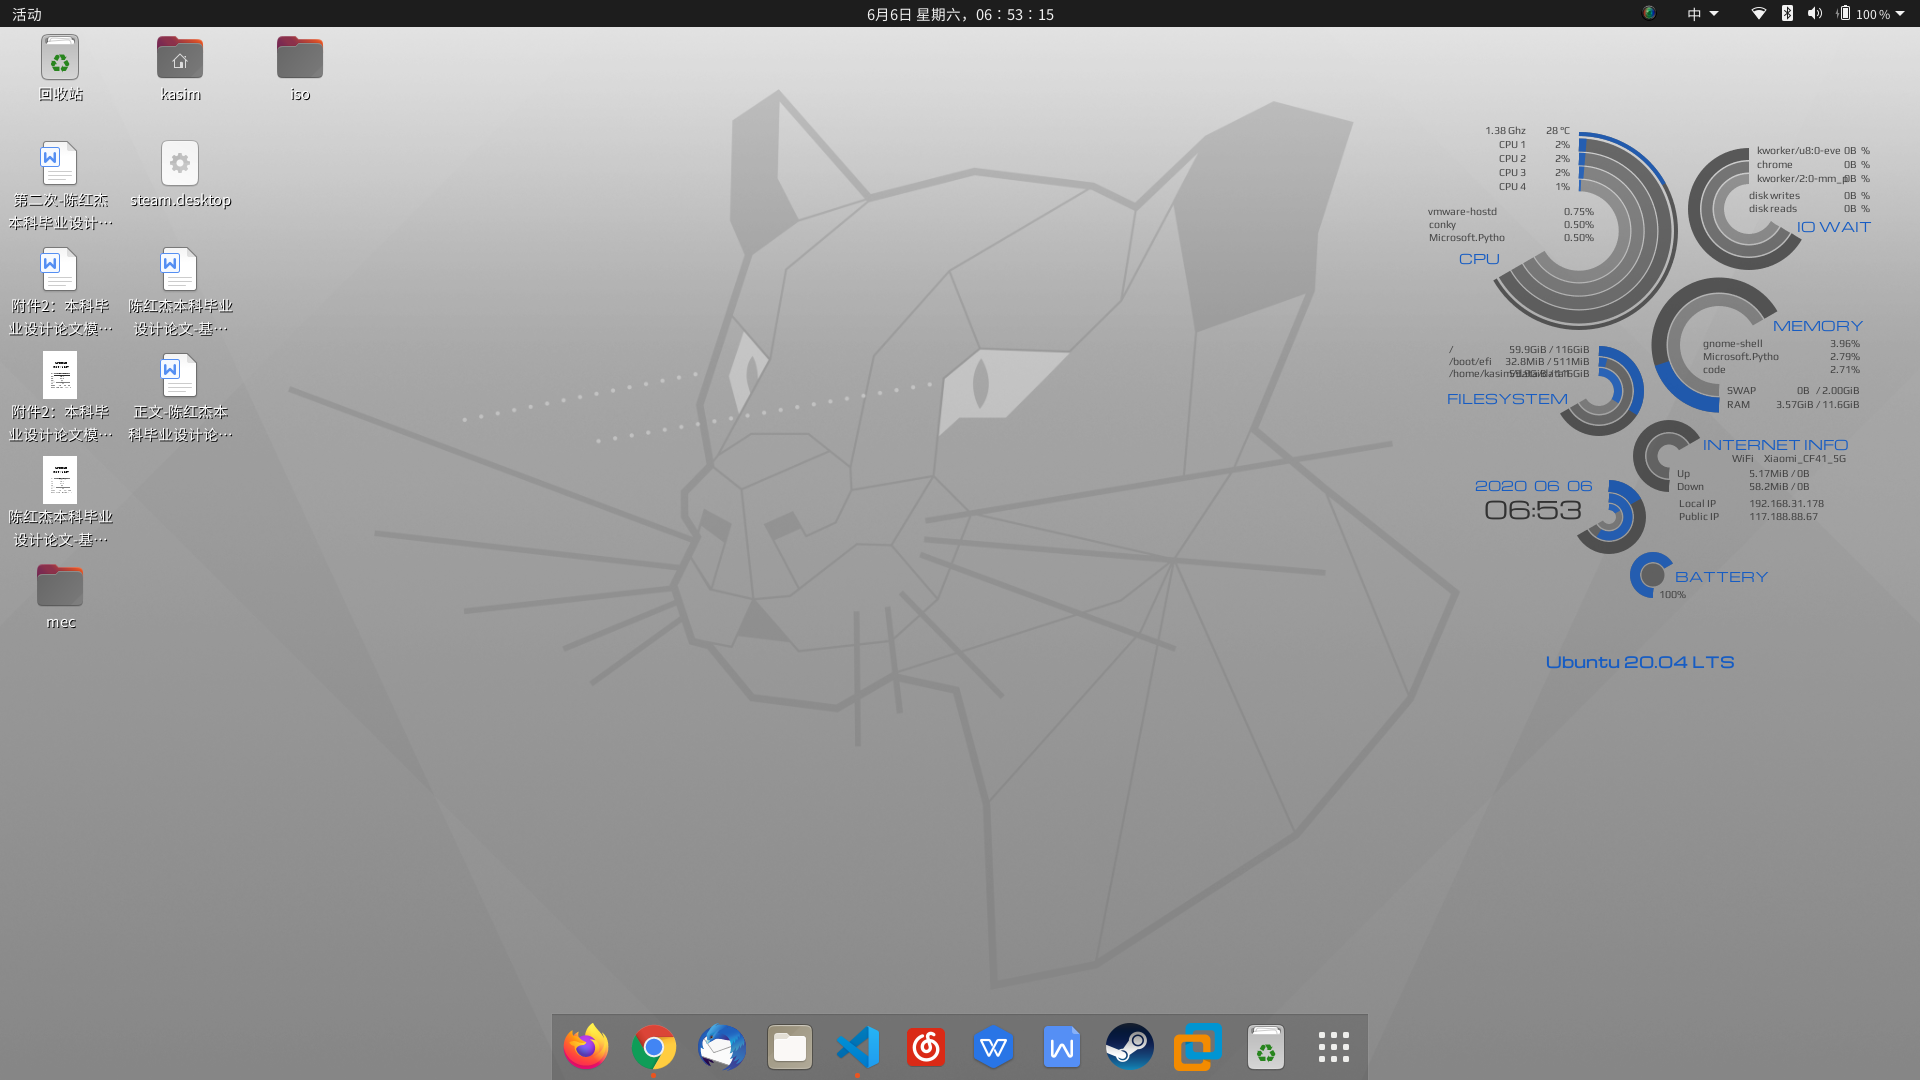 活动
6月6日 星期六，06：53：15
中
100 %
回收站
kasim
iso
第二次-陈红杰
本科毕业设计…
steam.desktop
附件2：本科毕
业设计论文模…
陈红杰本科毕业
设计论文-基…
附件2：本科毕
业设计论文模…
正文-陈红杰本
科毕业设计论…
陈红杰本科毕业
设计论文-基…
mec
1.38 Ghz 28 °C
CPU 1 2%
CPU 2 2%
CPU 3 2%
CPU 4 1%
vmware-hostd 0.75%
conky 0.50%
Microsoft.Pytho 0.50%
CPU
kworker/u8:0-eve 0B %
chrome 0B %
kworker/2:0-mm_p 0B %
disk writes 0B %
disk reads 0B %
IO WAIT
MEMORY
gnome-shell 3.96%
Microsoft.Pytho 2.79%
code 2.71%
SWAP 0B / 2.00GiB
RAM 3.57GiB / 11.6GiB
/ 59.9GiB / 116GiB
/boot/efi 32.8MiB / 511MiB
FILESYSTEM
INTERNET INFO
WiFi Xiaomi_CF41_5G
Up 5.17MiB / 0B
Down 58.2MiB / 0B
Local IP 192.168.31.178
Public IP 117.188.88.67
2020 06 06
06:53
BATTERY
100%
Ubuntu 20.04 LTS